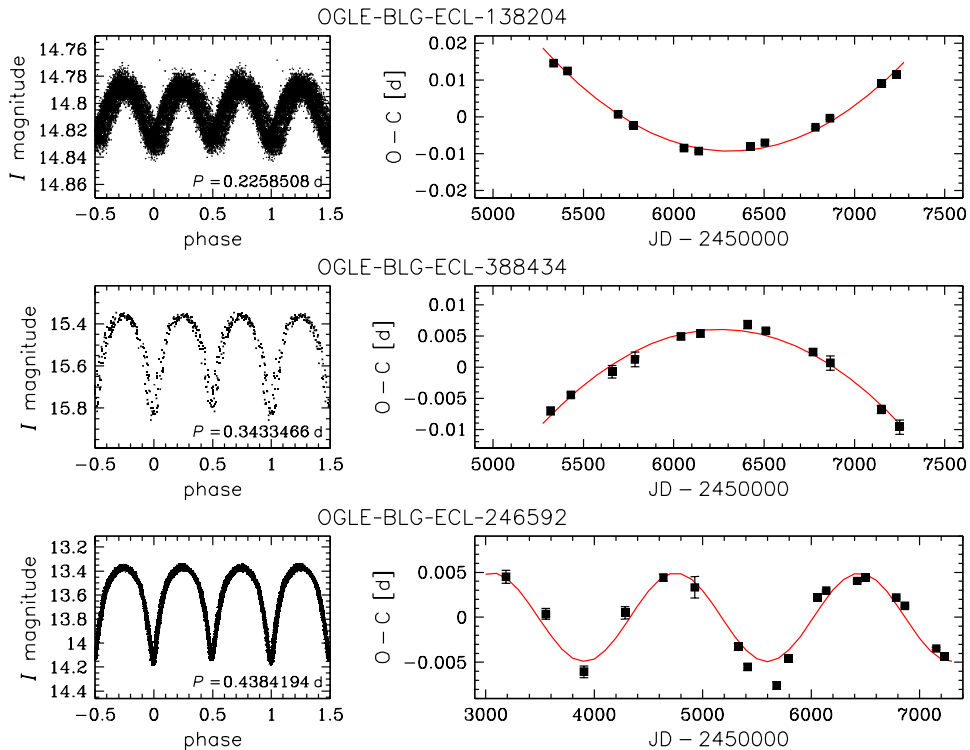 OGLE-BLG-ECL-138204
I magnitude
14.76
14.78
14.8
14.82
14.84
14.86
P = 0.2258508 d
-0.5 0 0.5 1 1.5
phase
O - C [d]
0.02
0.01
0
-0.01
-0.02
5000 5500 6000 6500 7000 7500
JD - 2450000
OGLE-BLG-ECL-388434
I magnitude
15.4
15.6
15.8
P = 0.3433466 d
-0.5 0 0.5 1 1.5
phase
O - C [d]
0.01
0.005
0
-0.005
-0.01
5000 5500 6000 6500 7000 7500
JD - 2450000
OGLE-BLG-ECL-246592
I magnitude
13.2
13.4
13.6
13.8
14
14.2
14.4
P = 0.4384194 d
-0.5 0 0.5 1 1.5
phase
O - C [d]
0.005
0
-0.005
3000 4000 5000 6000 7000
JD - 2450000